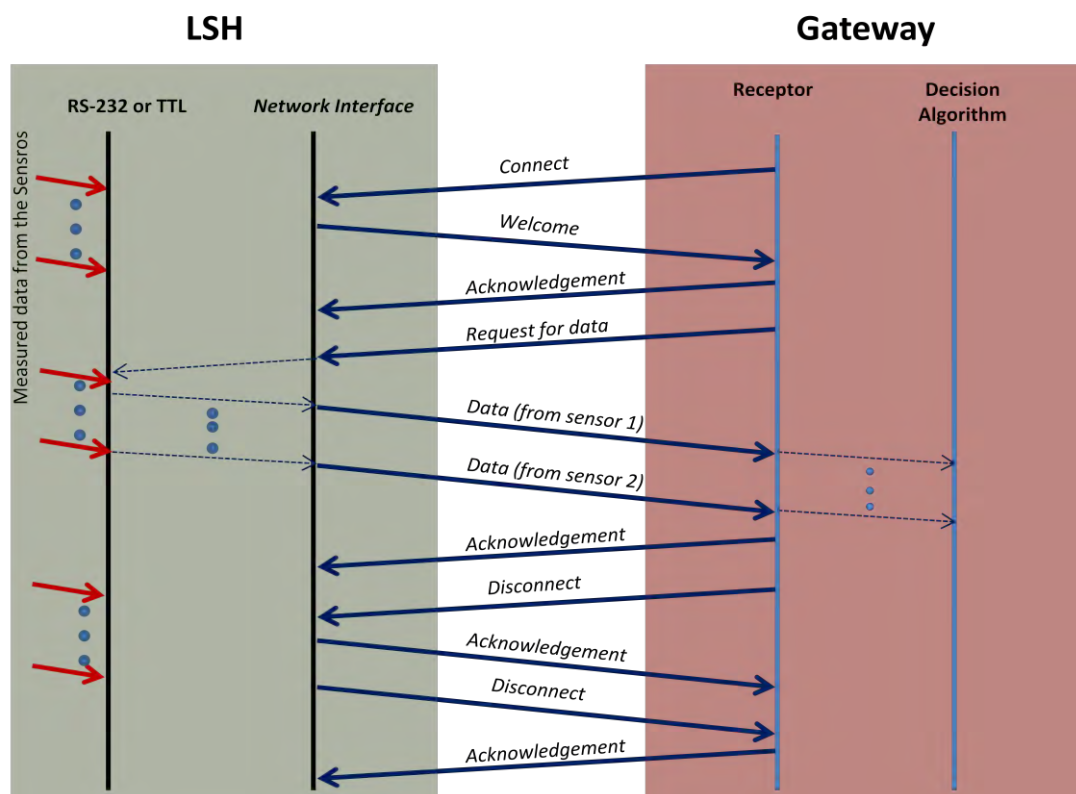 LSH
Gateway
RS-232 or TTL
Network Interface
Receptor
Decision
Algorithm
Measured data from the Sensros
Connect
Welcome
Acknowledgement
Request for data
Data (from sensor 1)
Data (from sensor 2)
Acknowledgement
Disconnect
Acknowledgement
Disconnect
Acknowledgement